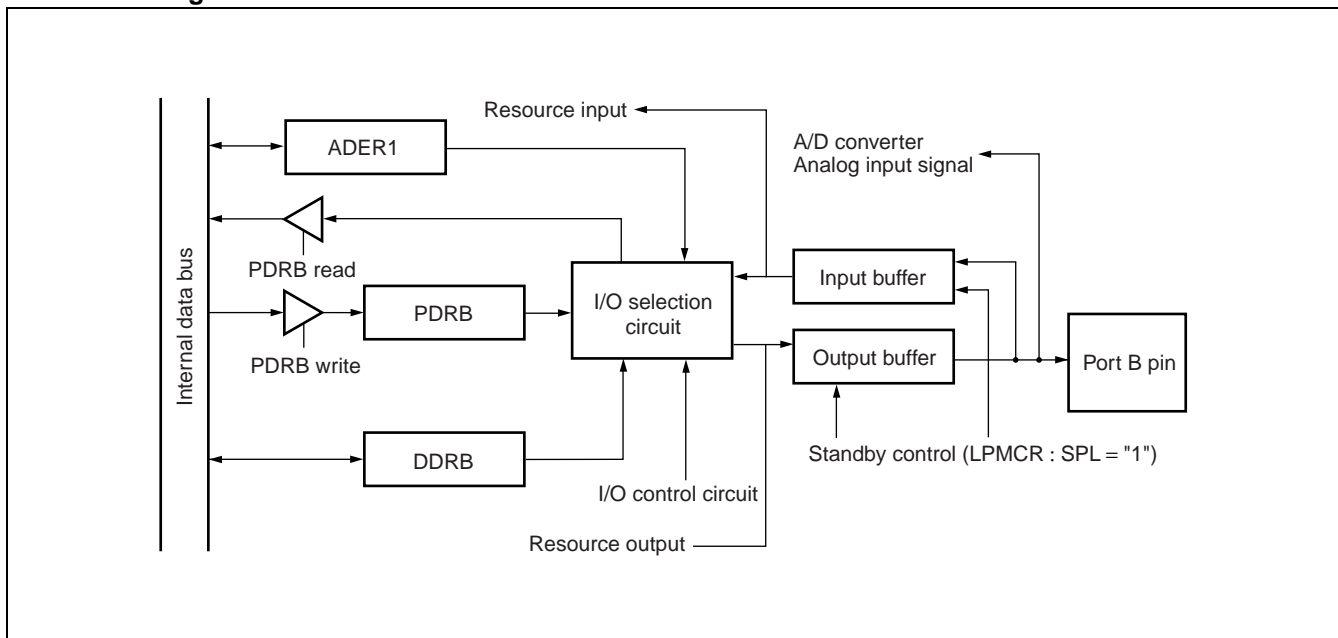 Resource input
A/D converter
Analog input signal
ADER1
PDRB read
Internal data bus
Input buffer
I/O selection
circuit
PDRB
Output buffer
Port B pin
PDRB write
DDRB
Standby control (LPMCR : SPL = "1")
I/O control circuit
Resource output